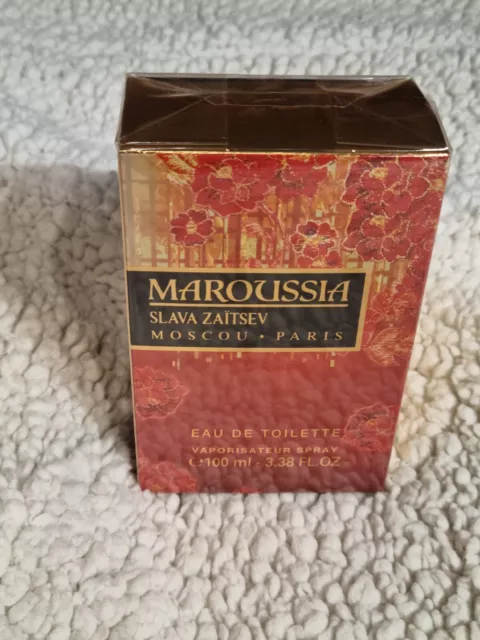 MAROUSSIA
SLAVA ZAÏTSEV
MOSCOU • PARIS
EAU DE TOILETTE
VAPORISATEUR SPRAY
℮100 ml - 3.38 FL.OZ